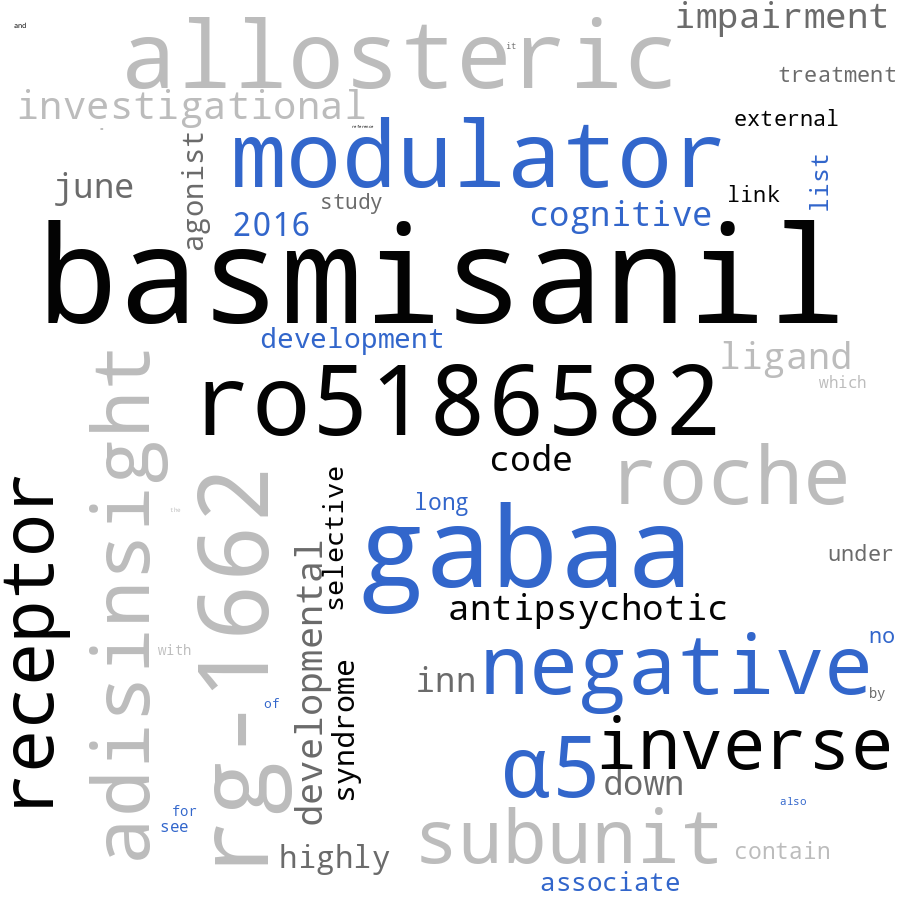 and
impairment
allosteric
it
treatment
investigational
external
modulator
reference
agonist
list
june
link
study
cognitive
2016
basmisanil
development
ligand
which
adisinsight
ro5186582
code
roche
rg-1662
selective
receptor
long
gabaa
the
developmental
under
antipsychotic
no
negative
with
inn
syndrome
by
of
inverse
α5
down
also
for
see
subunit
highly
contain
associate